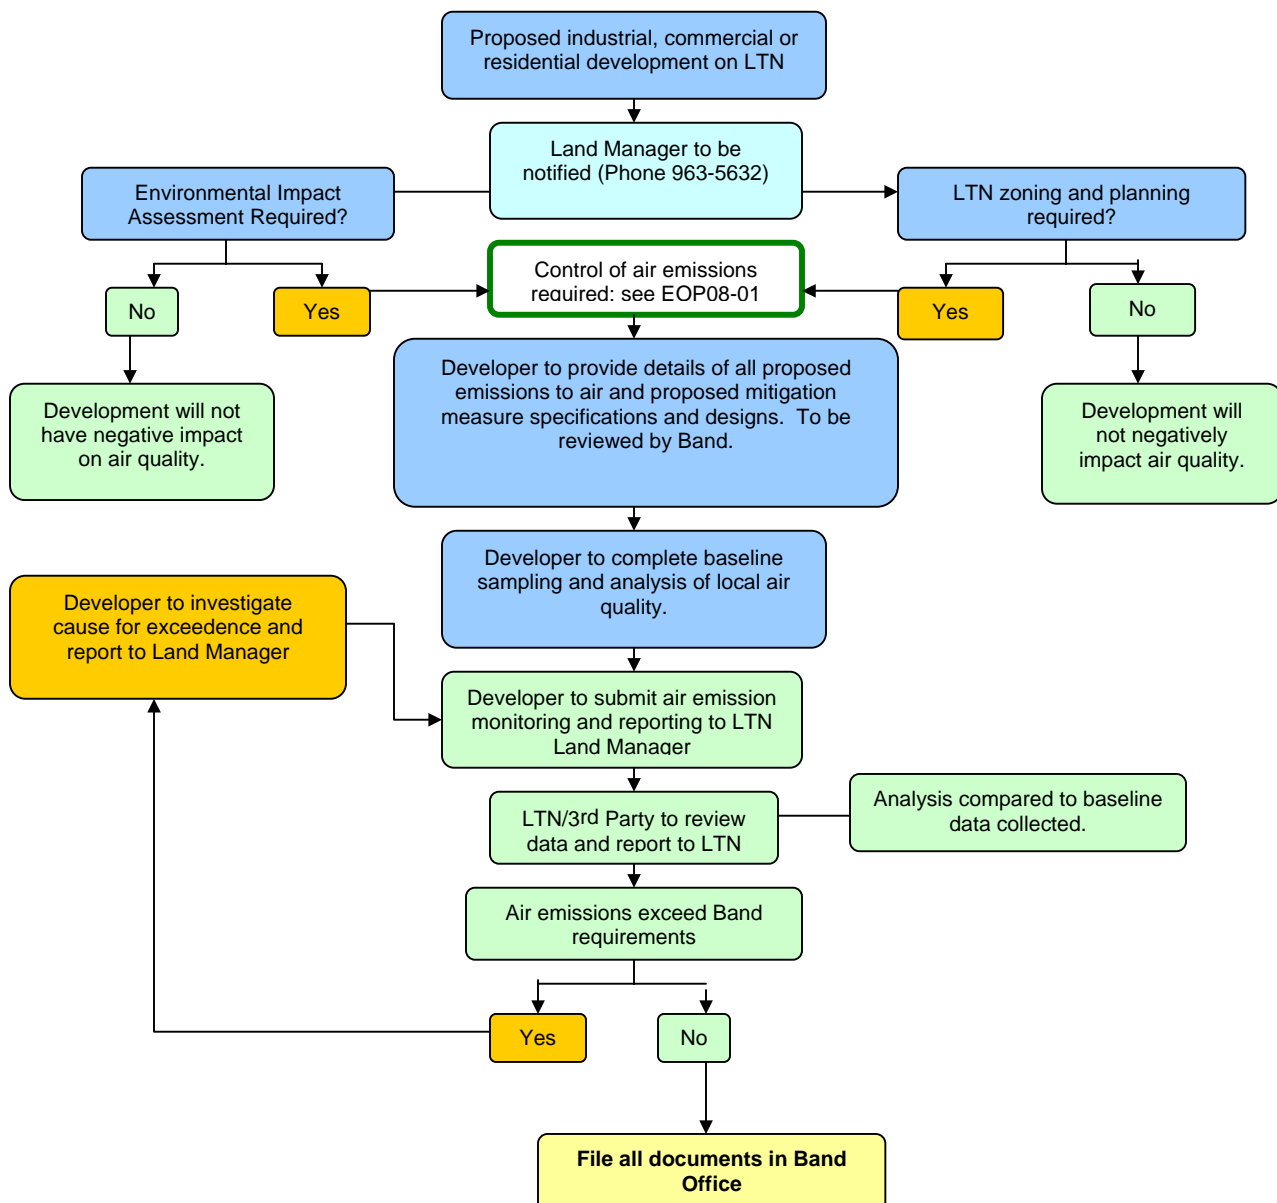 Proposed industrial, commercial or
residential development on LTN
Land Manager to be
notified (Phone 963-5632)
Environmental Impact
Assessment Required?
LTN zoning and planning
required?
Control of air emissions
required: see EOP08-01
No
Yes
Yes
No
Developer to provide details of all proposed
emissions to air and proposed mitigation
measure specifications and designs.  To be
reviewed by Band.
Development will not
have negative impact
on air quality.
Development will
not negatively
impact air quality.
Developer to complete baseline
sampling and analysis of local air
quality.
Developer to investigate
cause for exceedence and
report to Land Manager
Developer to submit air emission
monitoring and reporting to LTN
Land Manager
LTN/3rd Party to review
data and report to LTN
Analysis compared to baseline
data collected.
Air emissions exceed Band
requirements
Yes
No
File all documents in Band
Office